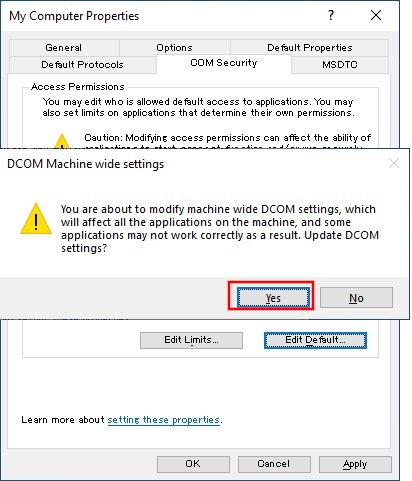 My Computer Properties
?
General Options Default Properties
Default Protocols COM Security MSDTC
Access Permissions
You may edit who is allowed default access to applications. You may
also set limits on applications that determine their own permissions.
Caution: Modifying access permissions can affect the ability of
DCOM Machine wide settings
You are about to modify machine wide DCOM settings, which
will affect all the applications on the machine, and some
applications may not work correctly as a result. Update DCOM
settings?
Yes No
Edit Limits... Edit Default...
Learn more about setting these properties.
OK Cancel Apply